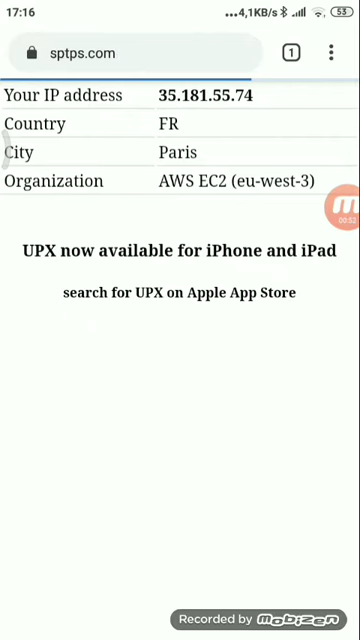 17:16 ...4,1KB/s 53
sptps.com 1
Your IP address 35.181.55.74
Country FR
City Paris
Organization AWS EC2 (eu-west-3)
00:53
UPX now available for iPhone and iPad
search for UPX on Apple App Store
Recorded by mobizen